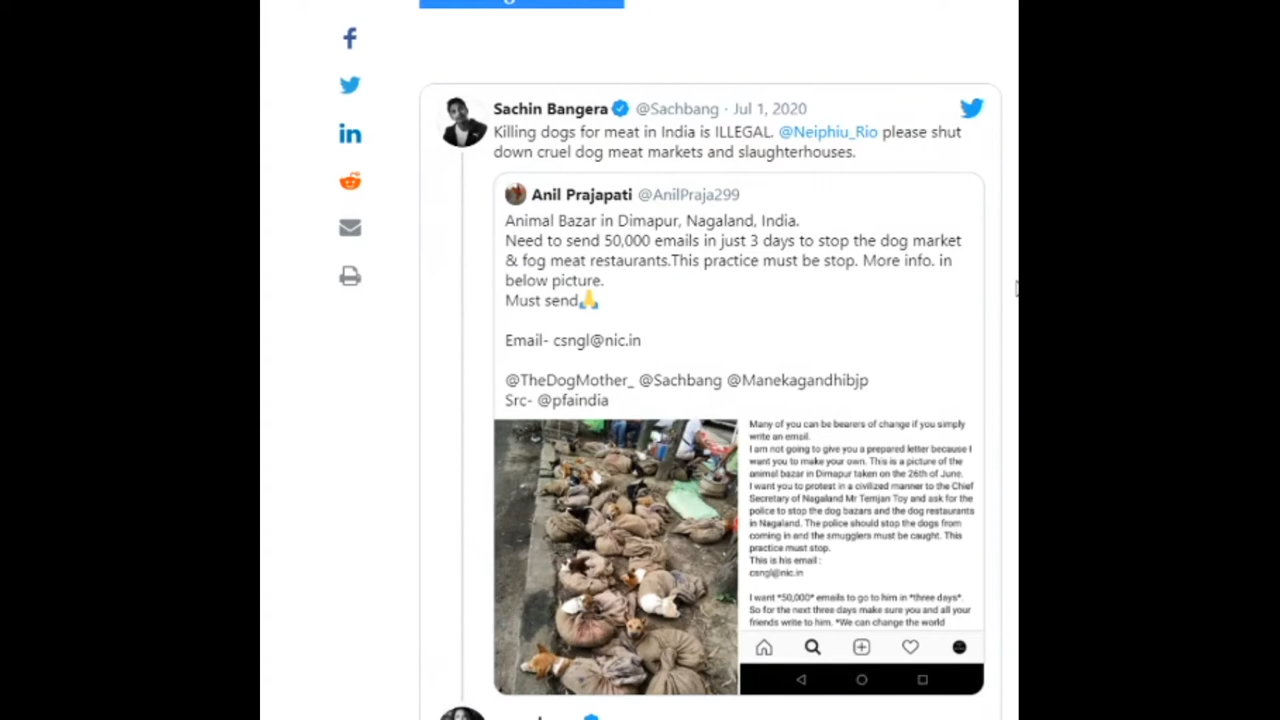 Sachin Bangera @Sachbang · Jul 1, 2020
Killing dogs for meat in India is ILLEGAL. @Neiphiu_Rio please shut
down cruel dog meat markets and slaughterhouses.
Anil Prajapati @AnilPraja299
Animal Bazar in Dimapur, Nagaland, India.
Need to send 50,000 emails in just 3 days to stop the dog market
& fog meat restaurants.This practice must be stop. More info. in
below picture.
Must send🙏
Email- csngl@nic.in
@TheDogMother_ @Sachbang @Manekagandhibjp
Src- @pfaindia
Many of you can be bearers of change if you simply
write an email.
I am not going to give you a prepared letter because I
want you to make your own. This is a picture of the
animal bazar in Dimapur taken on the 26th of June.
I want you to protest in a civilized manner to the Chief
Secretary of Nagaland Mr Temjan Toy and ask for the
police to stop the dog bazars and the dog restaurants
in Nagaland. The police should stop the dogs from
coming in and the smugglers must be caught. This
practice must stop.
This is his email :
csngl@nic.in
I want *50,000* emails to go to him in *three days*.
So for the next three days make sure you and all your
friends write to him. *We can change the world